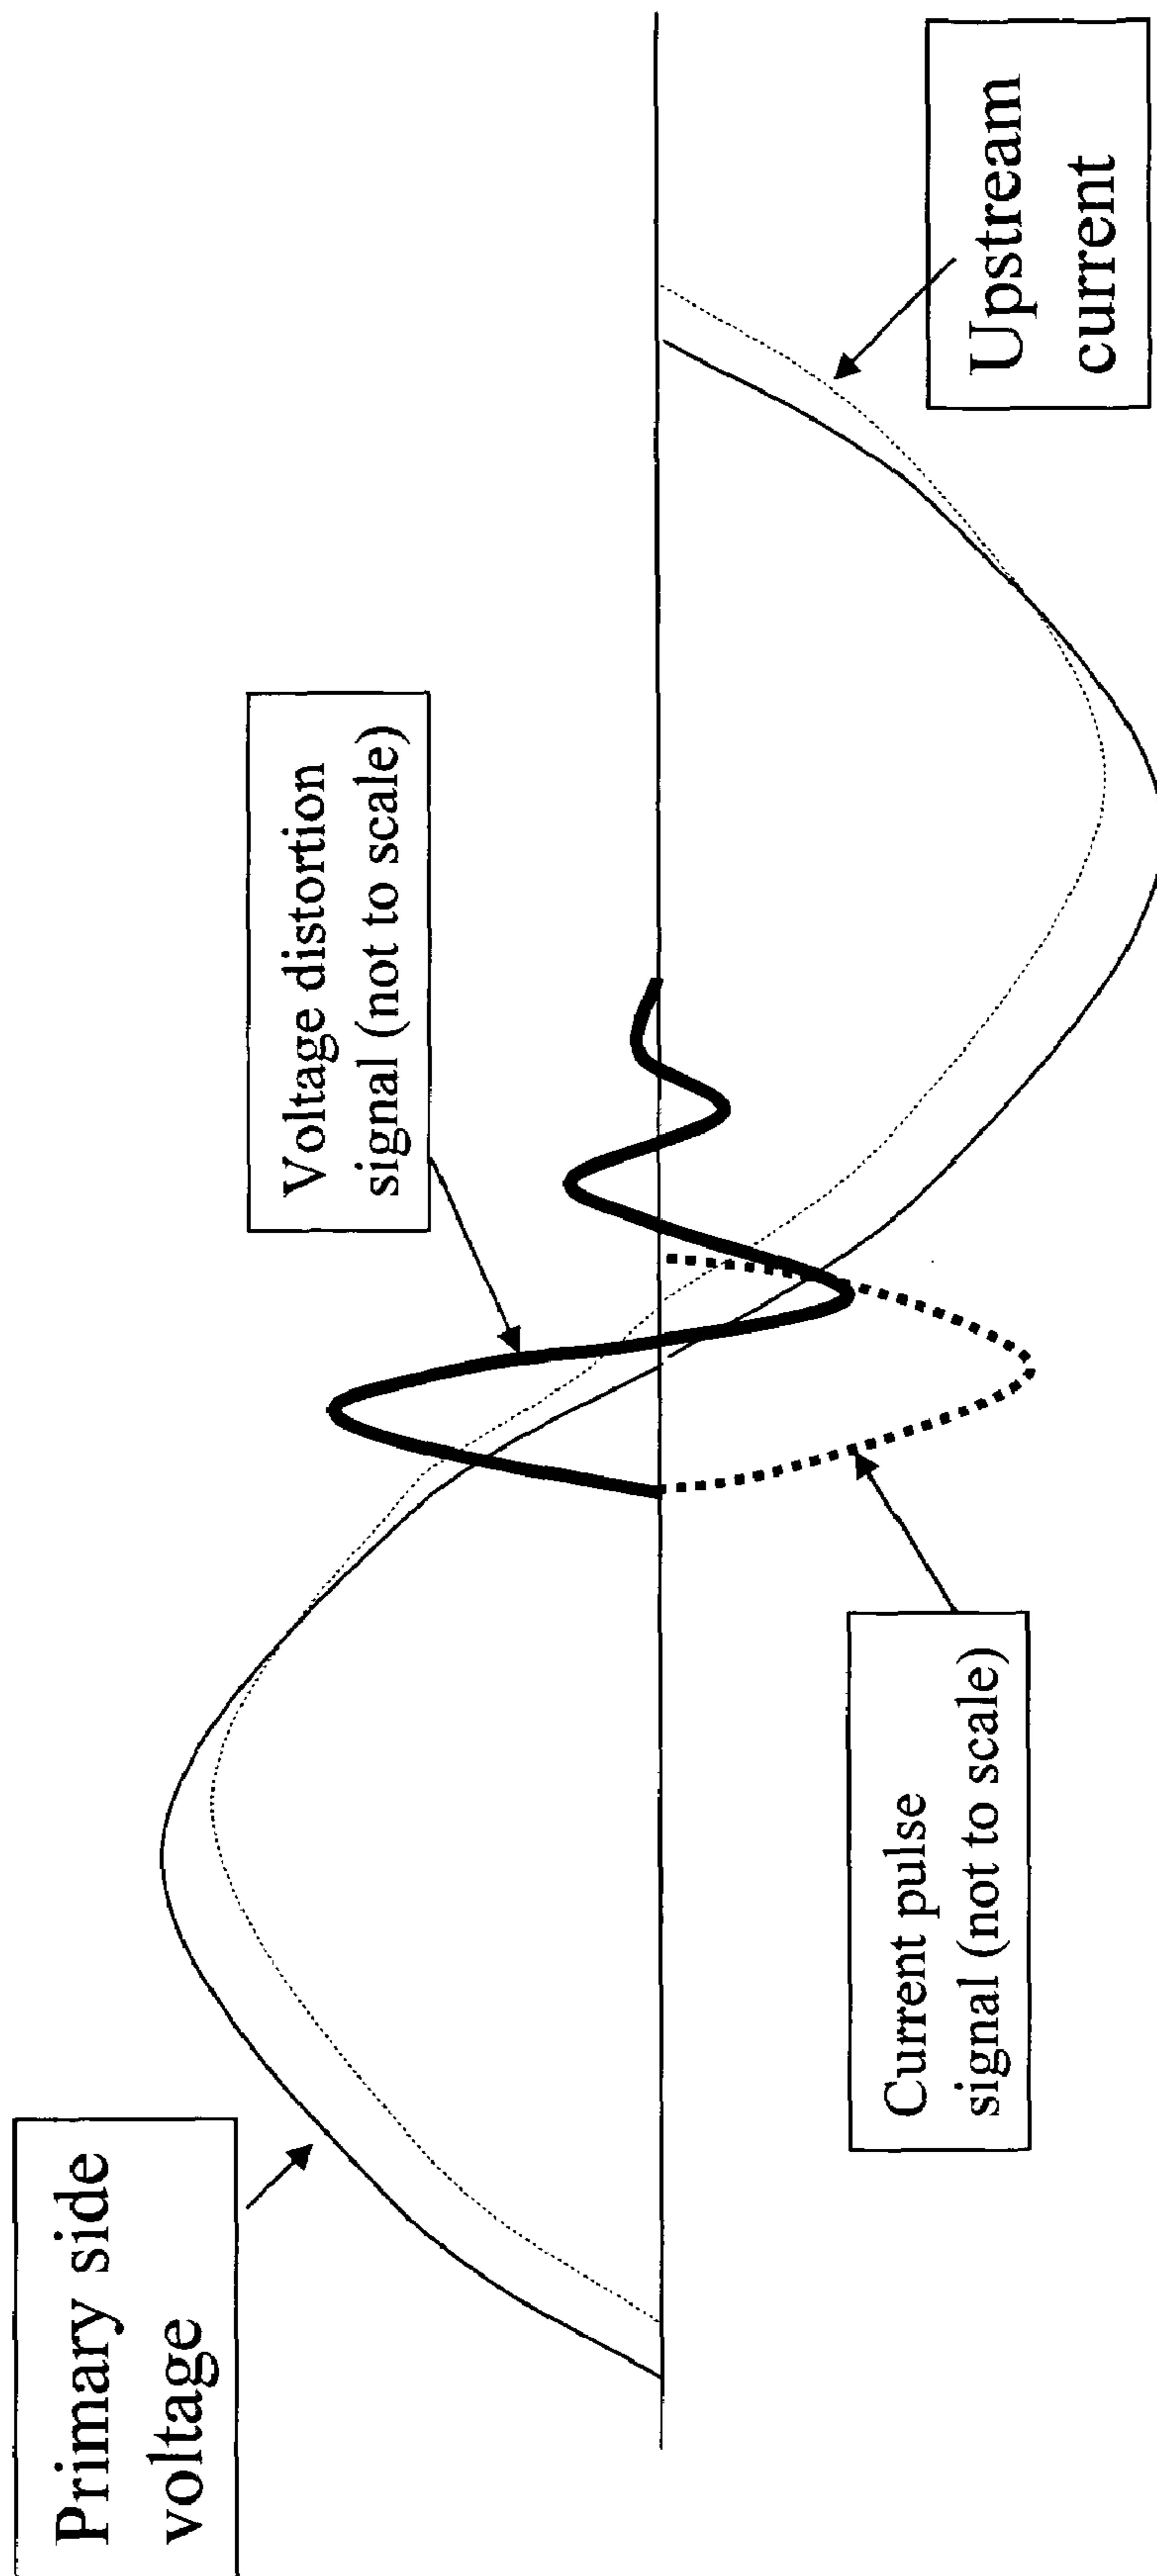 Primary side
voltage
Voltage distortion
signal (not to scale)
Current pulse
signal (not to scale)
Upstream
current